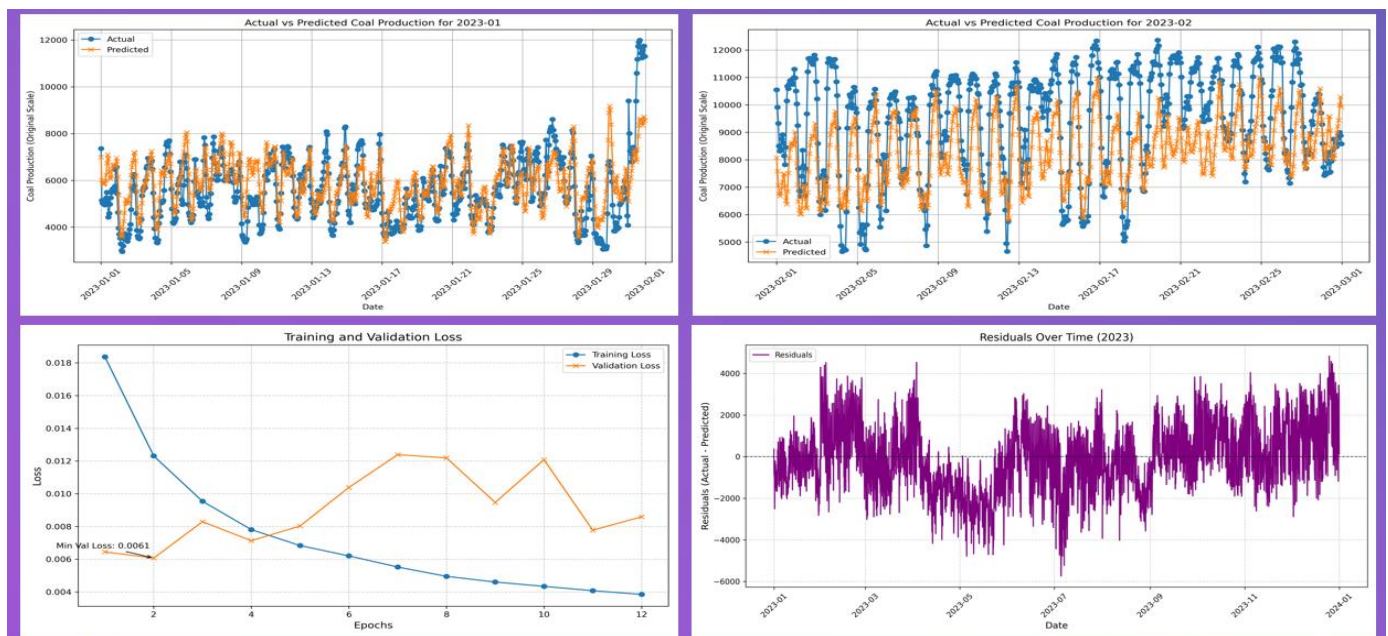 Actual vs Predicted Coal Production for 2023-01
Actual
Predicted
12000
10000
8000
6000
4000
Coal Production (Original Scale)
2023-01-01
2023-01-05
2023-01-09
2023-01-13
2023-01-17
2023-01-21
2023-01-25
2023-01-29
2023-02-01
Date
Actual vs Predicted Coal Production for 2023-02
12000
11000
10000
9000
8000
7000
6000
5000
Coal Production (Original Scale)
Actual
Predicted
2023-02-01
2023-02-05
2023-02-09
2023-02-13
2023-02-17
2023-02-21
2023-02-25
2023-03-01
Date
Training and Validation Loss
Training Loss
Validation Loss
0.018
0.016
0.014
0.012
0.010
0.008
0.006
0.004
Loss
Min Val Loss: 0.0061
2
4
6
8
10
12
Epochs
Residuals Over Time (2023)
Residuals
4000
2000
0
−2000
−4000
−6000
Residuals (Actual - Predicted)
2023-01
2023-03
2023-05
2023-07
2023-09
2023-11
2024-01
Date